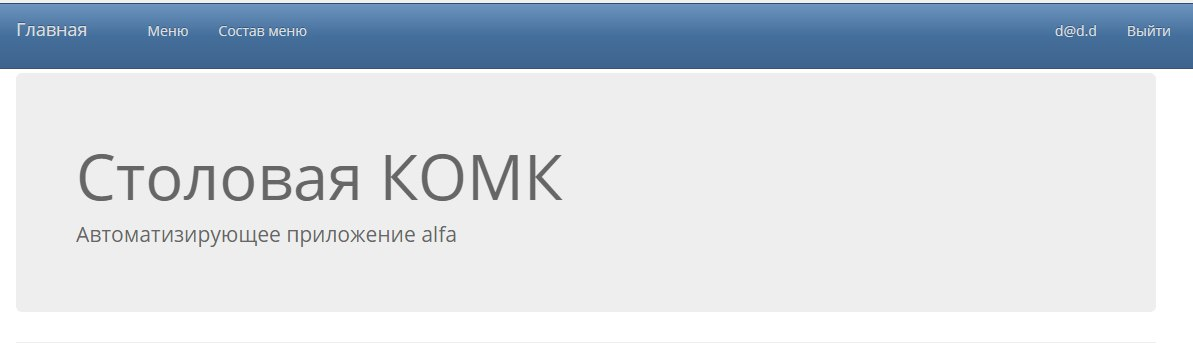 Главная Меню Состав меню d@d.d Выйти
Столовая КОМК
Автоматизирующее приложение alfa